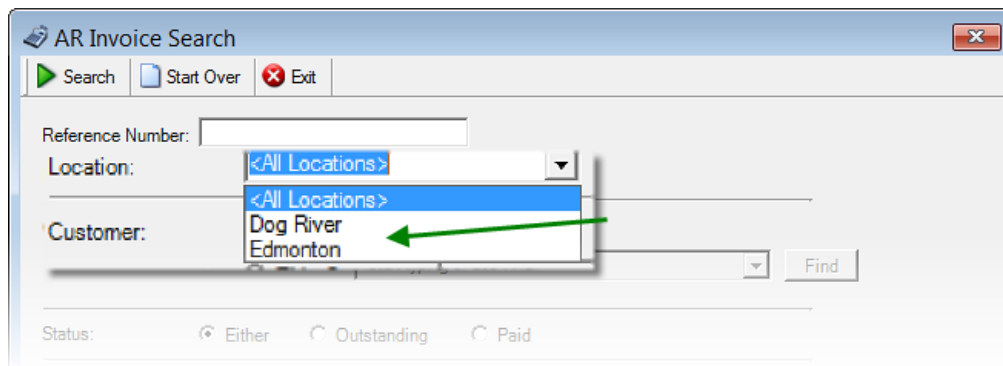 AR Invoice Search
Search Start Over Exit
Reference Number:
Location: <All Locations>
<All Locations>
Dog River
Customer:
Edmonton
Find
Status: Either Outstanding Paid